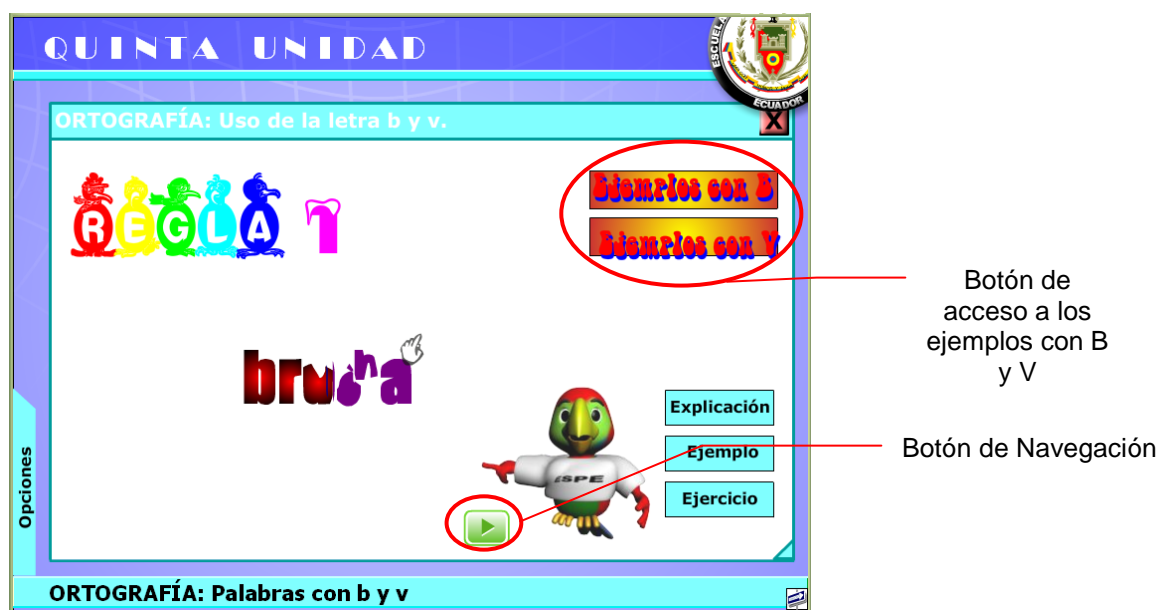 QUINTA UNIDAD
ESCUELA
ECUADOR
ORTOGRAFÍA: Uso de la letra b y v.
X
REGLA 1
Ejemplos con B
Ejemplos con V
Botón de
acceso a los
ejemplos con B
y V
Explicación
Ejemplo
Ejercicio
ESPE
Botón de Navegación
Opciones
ORTOGRAFÍA: Palabras con b y v